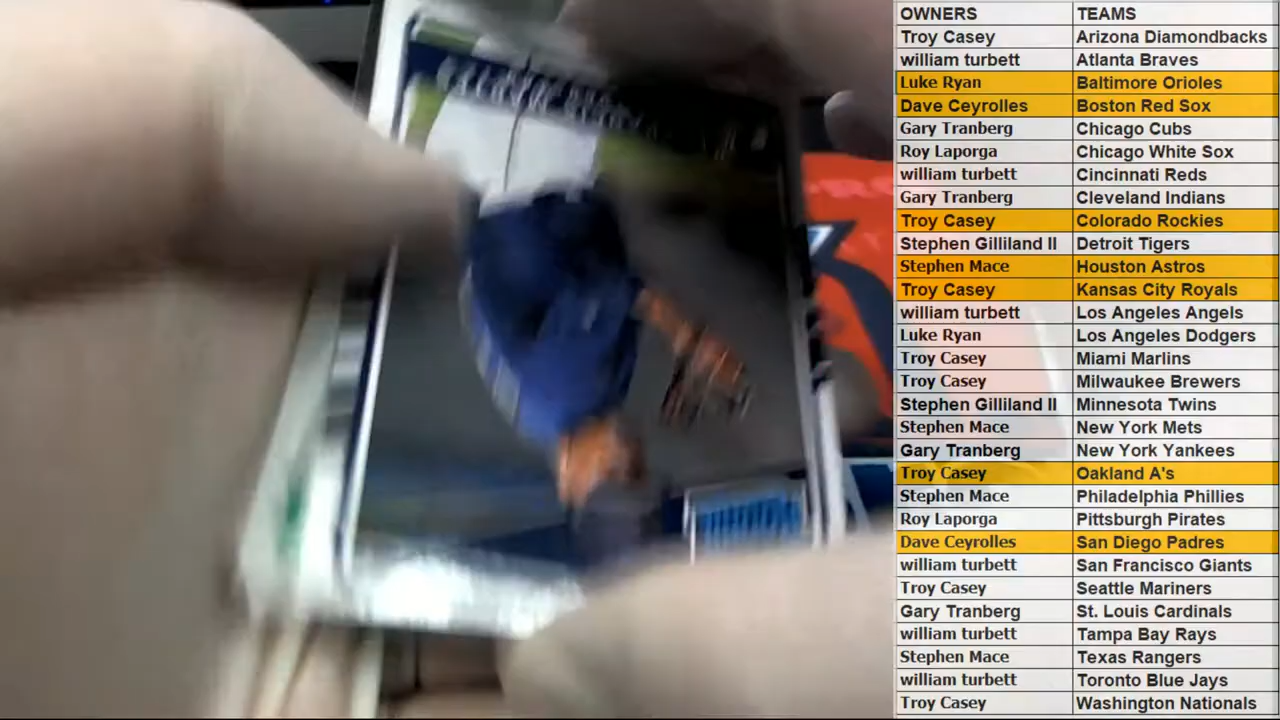 OWNERS TEAMS
Troy Casey Arizona Diamondbacks
william turbett Atlanta Braves
Luke Ryan Baltimore Orioles
Dave Ceyrolles Boston Red Sox
Gary Tranberg Chicago Cubs
Roy Laporga Chicago White Sox
william turbett Cincinnati Reds
Gary Tranberg Cleveland Indians
Troy Casey Colorado Rockies
Stephen Gilliland II Detroit Tigers
Stephen Mace Houston Astros
Troy Casey Kansas City Royals
william turbett Los Angeles Angels
Luke Ryan Los Angeles Dodgers
Troy Casey Miami Marlins
Troy Casey Milwaukee Brewers
Stephen Gilliland II Minnesota Twins
Stephen Mace New York Mets
Gary Tranberg New York Yankees
Troy Casey Oakland A's
Stephen Mace Philadelphia Phillies
Roy Laporga Pittsburgh Pirates
Dave Ceyrolles San Diego Padres
william turbett San Francisco Giants
Troy Casey Seattle Mariners
Gary Tranberg St. Louis Cardinals
william turbett Tampa Bay Rays
Stephen Mace Texas Rangers
william turbett Toronto Blue Jays
Troy Casey Washington Nationals